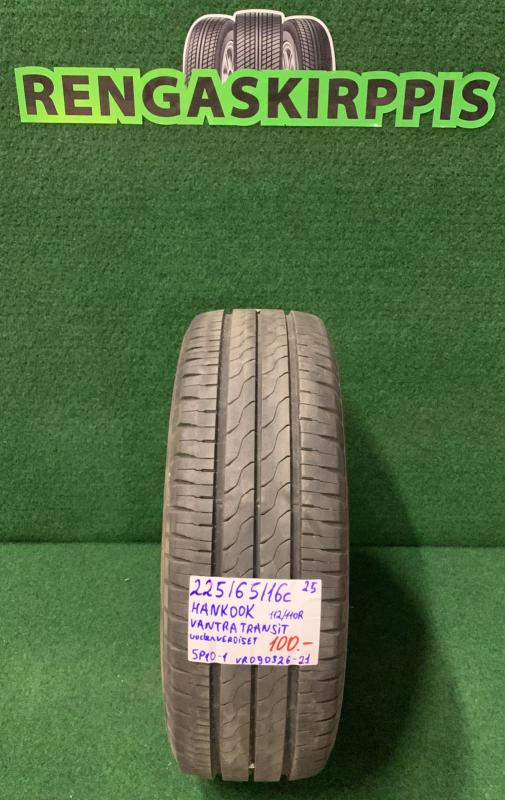 RENGASKIRPPIS
225/65/16c 25
HANKOOK 112/110R
VANTRA TRANSIT
UUDENVEROISET 100.-
SP10-1 VR090326-21